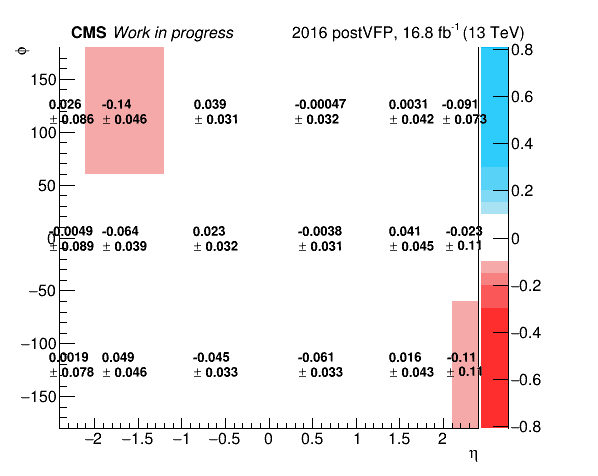 CMS Work in progress 2016 postVFP, 16.8 fb⁻¹ (13 TeV)
ϕ
150
100
50
0
−50
−100
−150
0.026 -0.14 0.039 -0.00047 0.0031 -0.091
± 0.086 ± 0.046 ± 0.031 ± 0.032 ± 0.042 ± 0.073
-0.0049 -0.064 0.023 -0.0038 0.041 -0.023
± 0.089 ± 0.039 ± 0.032 ± 0.031 ± 0.045 ± 0.11
0.0019 0.049 -0.045 -0.061 0.016 -0.11
± 0.078 ± 0.046 ± 0.033 ± 0.033 ± 0.043 ± 0.11
−2 −1.5 −1 −0.5 0 0.5 1 1.5 2
η
0.8
0.6
0.4
0.2
0
−0.2
−0.4
−0.6
−0.8